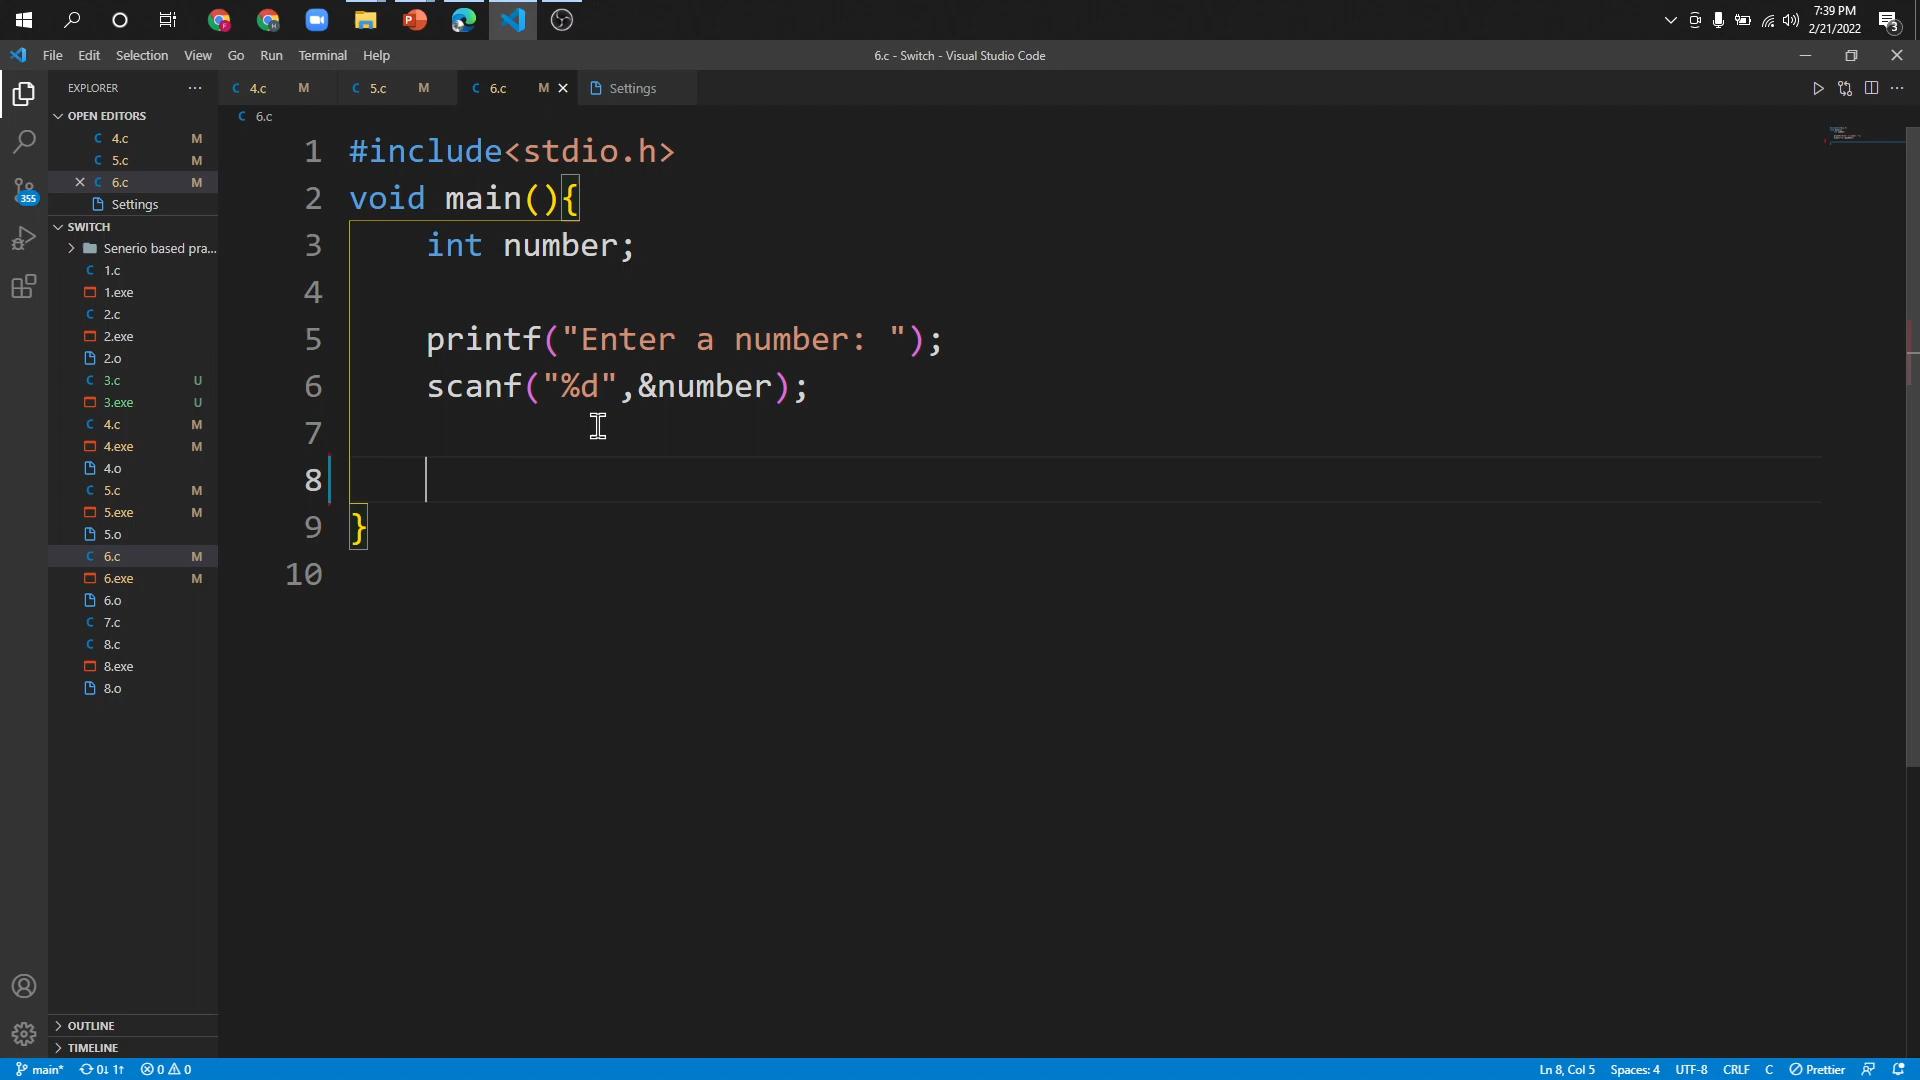 7:39 PM
2/21/2022
3
File Edit Selection View Go Run Terminal Help
6.c - Switch - Visual Studio Code
EXPLORER
4.c M
5.c M
6.c M
Settings
OPEN EDITORS
4.c M
5.c M
6.c M
Settings
355
SWITCH
Senerio based pra...
1.c
1.exe
2.c
2.exe
2.o
3.c U
3.exe U
4.c M
4.exe M
4.o
5.c M
5.exe M
5.o
6.c M
6.exe M
6.o
7.c
8.c
8.exe
8.o
OUTLINE
TIMELINE
6.c
1 #include<stdio.h>
2 void main(){
3 int number;
4
5 printf("Enter a number: ");
6 scanf("%d",&number);
7
8
9 }
10
main* 0↓ 1↑ 0 0
Ln 8, Col 5 Spaces: 4 UTF-8 CRLF C Prettier